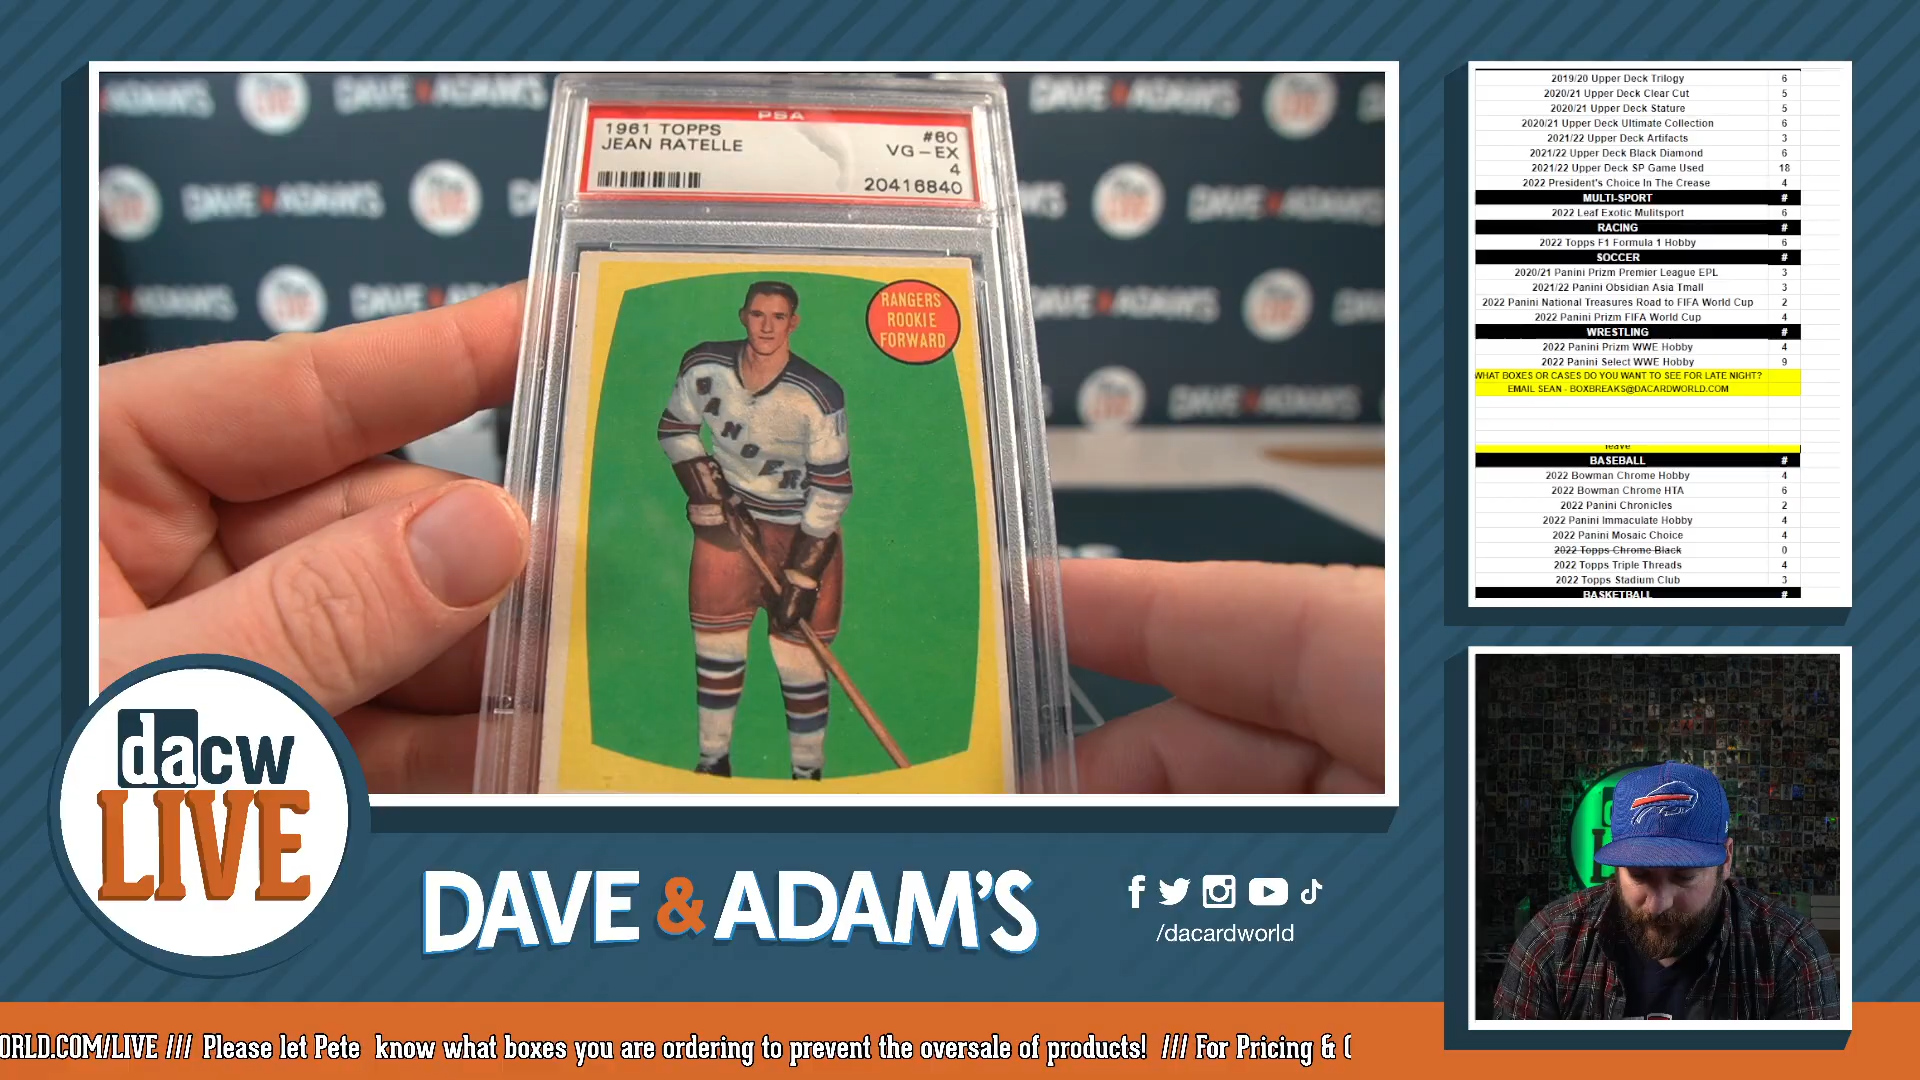 DAVE & ADAM'S
PSA
1961 TOPPS
JEAN RATELLE
#60
VG-EX
4
20416840
RANGERS
ROOKIE
FORWARD
RANGERS
2019/20 Upper Deck Trilogy 6
2020/21 Upper Deck Clear Cut 5
2020/21 Upper Deck Stature 5
2020/21 Upper Deck Ultimate Collection 6
2021/22 Upper Deck Artifacts 3
2021/22 Upper Deck Black Diamond 6
2021/22 Upper Deck SP Game Used 18
2022 President's Choice In The Crease 4
MULTI-SPORT #
2022 Leaf Exotic Mulitsport 6
RACING #
2022 Topps F1 Formula 1 Hobby 6
SOCCER #
2020/21 Panini Prizm Premier League EPL 3
2021/22 Panini Obsidian Asia Tmall 3
2022 Panini National Treasures Road to FIFA World Cup 2
2022 Panini Prizm FIFA World Cup 4
WRESTLING #
2022 Panini Prizm WWE Hobby 4
2022 Panini Select WWE Hobby 9
WHAT BOXES OR CASES DO YOU WANT TO SEE FOR LATE NIGHT?
EMAIL SEAN - BOXBREAKS@DACARDWORLD.COM
leave
BASEBALL #
2022 Bowman Chrome Hobby 4
2022 Bowman Chrome HTA 6
2022 Panini Chronicles 2
2022 Panini Immaculate Hobby 4
2022 Panini Mosaic Choice 4
2022 Topps Chrome Black 0
2022 Topps Triple Threads 4
2022 Topps Stadium Club 3
BASKETBALL #
dacw
LIVE
DAVE & ADAM'S
/dacardworld
ORLD.COM/LIVE /// Please let Pete know what boxes you are ordering to prevent the oversale of products! /// For Pricing &